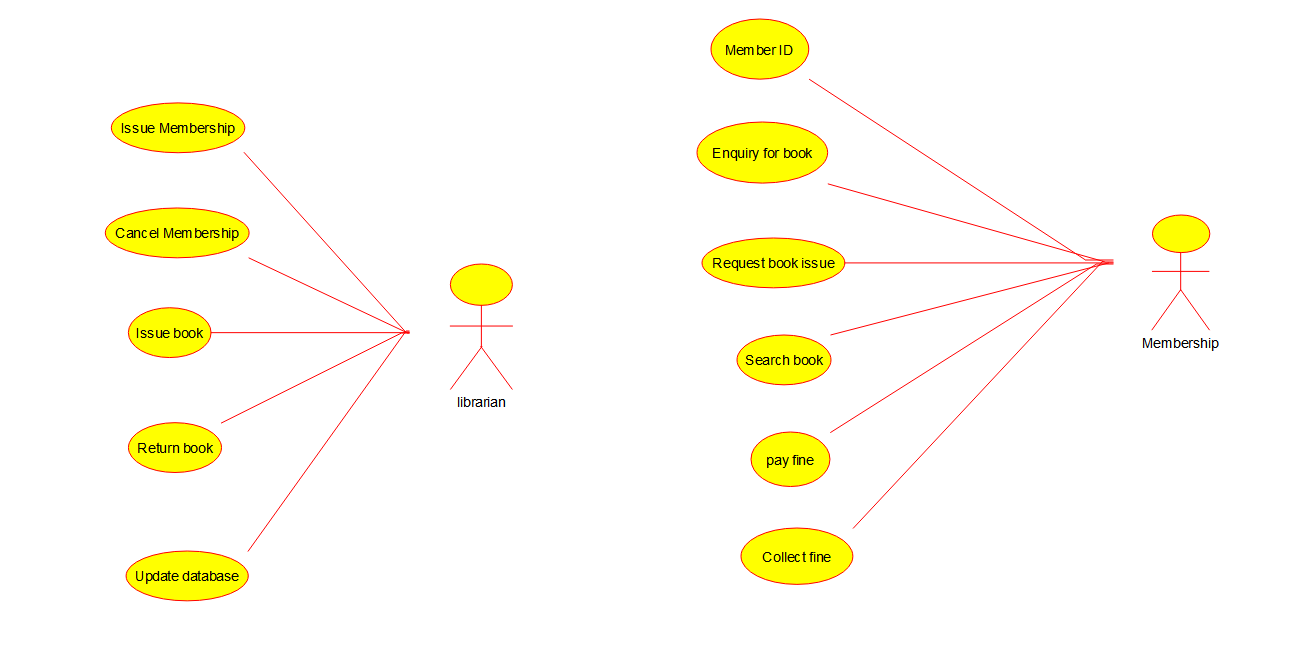 Issue Membership
Cancel Membership
Issue book
Return book
Update database
librarian
Member ID
Enquiry for book
Request book issue
Search book
pay fine
Collect fine
Membership